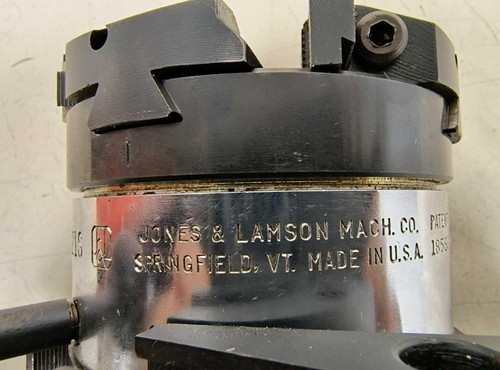 JONES & LAMSON MACH. CO.
SPRINGFIELD, VT. MADE IN U.S.A.